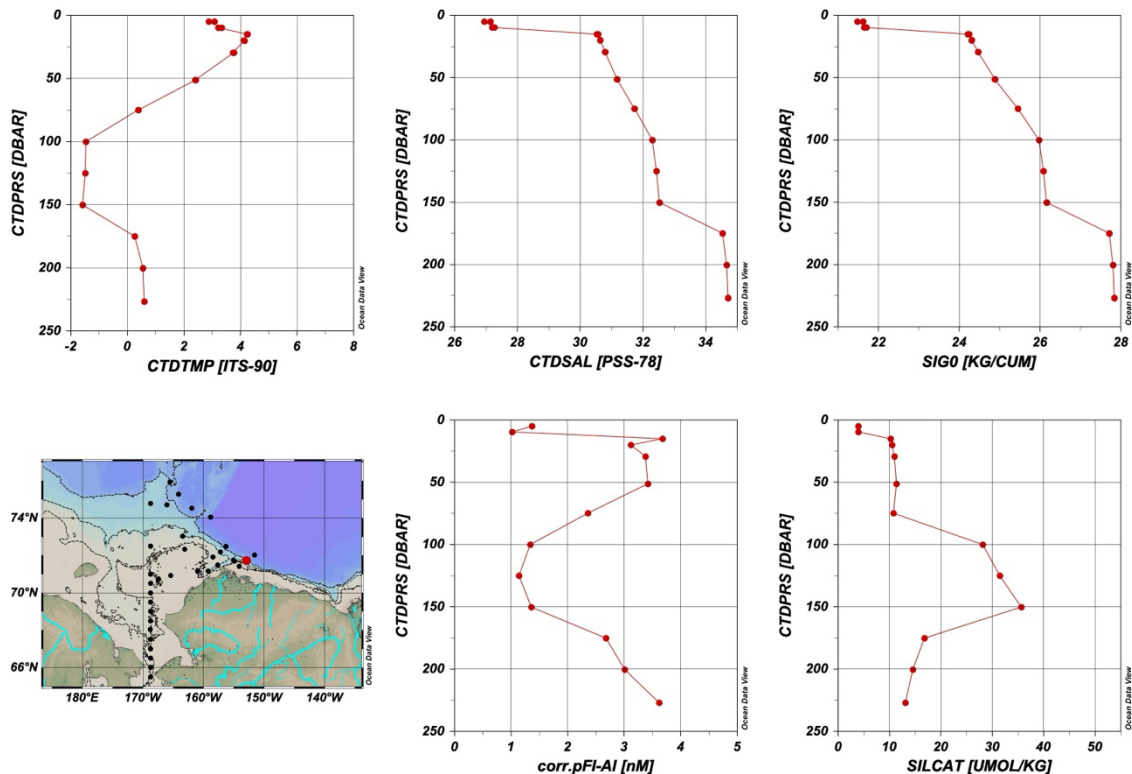 0
50
100
150
200
250
CTDPRS [DBAR]
-2
0
2
4
6
8
CTDTMP [ITS-90]
Ocean Data View
0
50
100
150
200
250
CTDPRS [DBAR]
26
28
30
32
34
CTDSAL [PSS-78]
Ocean Data View
0
50
100
150
200
250
CTDPRS [DBAR]
22
24
26
28
SIG0 [KG/CUM]
Ocean Data View
74°N
70°N
66°N
180°E
170°W
160°W
150°W
140°W
Ocean Data View
0
50
100
150
200
250
CTDPRS [DBAR]
0
1
2
3
4
5
corr.pFl-Al [nM]
Ocean Data View
0
50
100
150
200
250
CTDPRS [DBAR]
0
10
20
30
40
50
SILCAT [UMOL/KG]
Ocean Data View